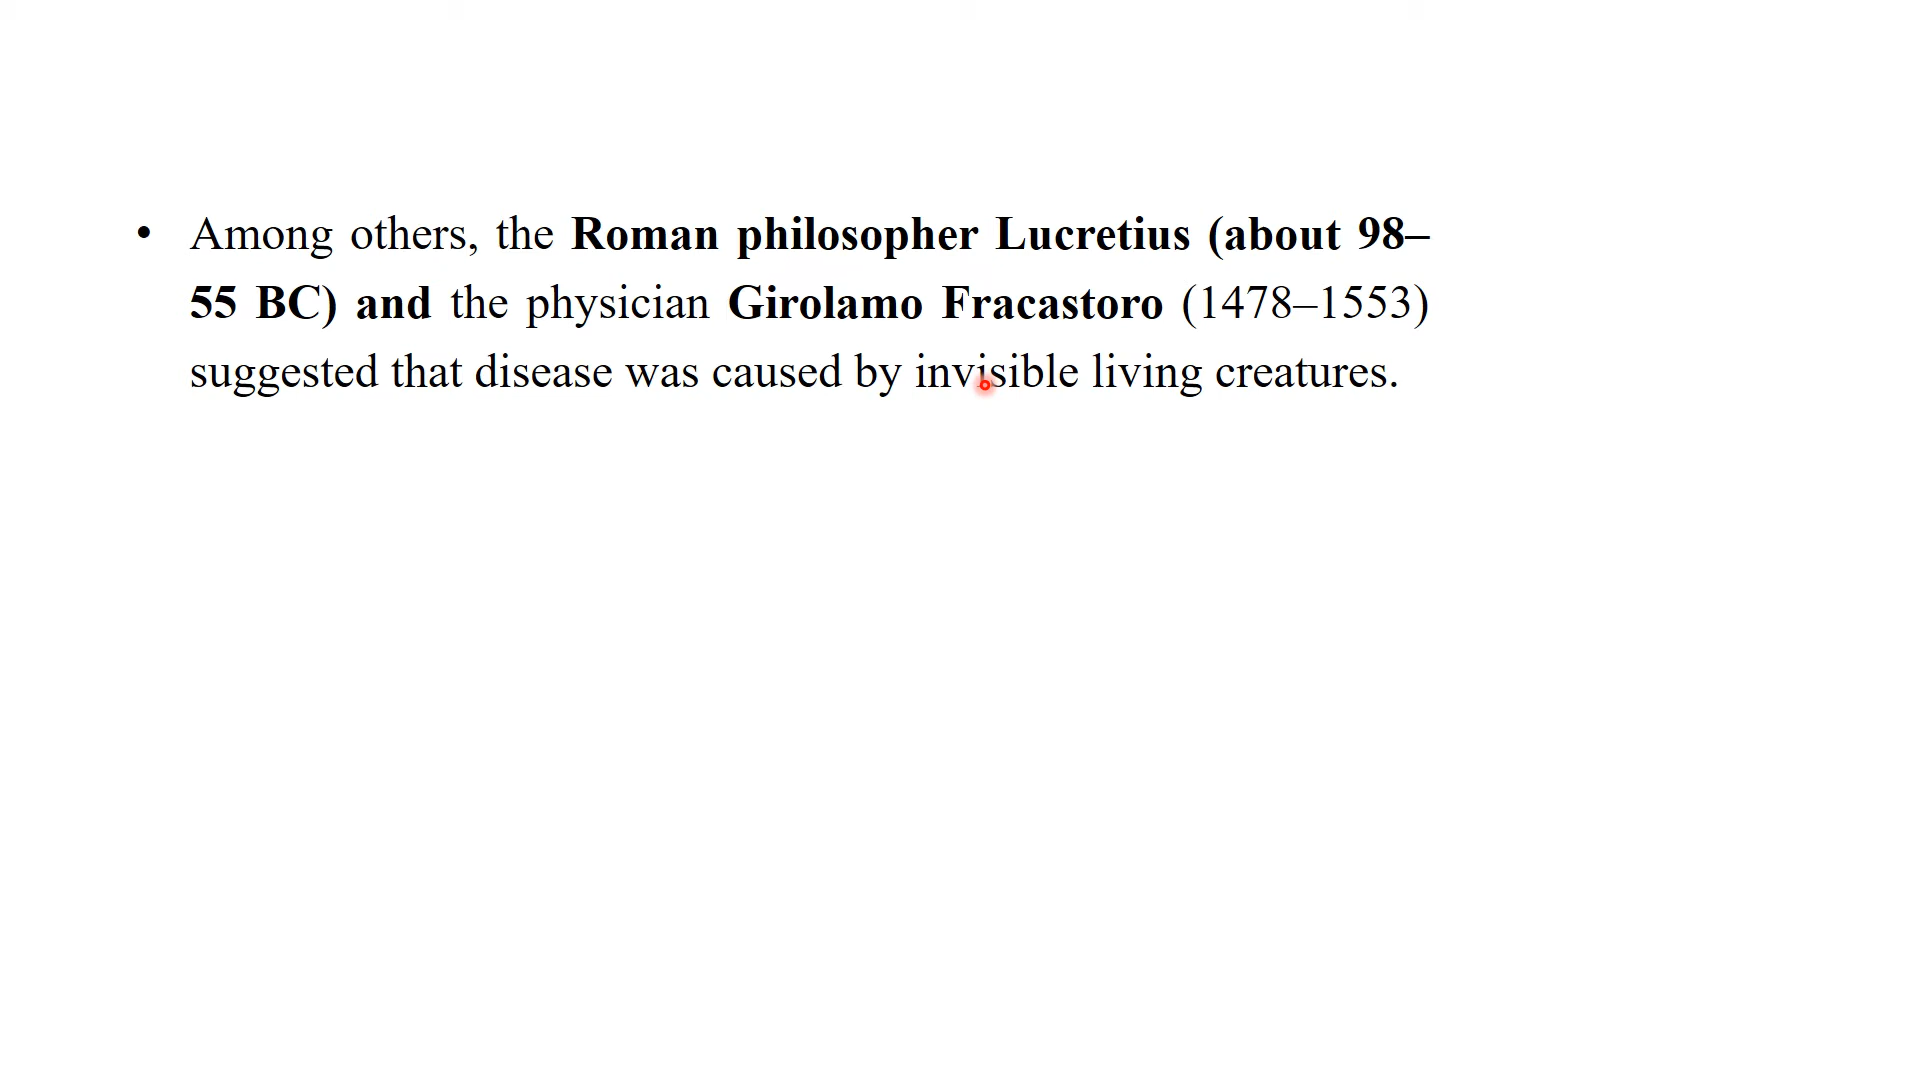 • Among others, the Roman philosopher Lucretius (about 98–
55 BC) and the physician Girolamo Fracastoro (1478–1553)
suggested that disease was caused by invisible living creatures.